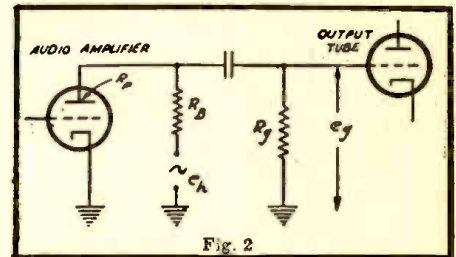 AUDIO AMPLIFIER
OUTPUT
TUBE
Rp
RB
Rg
eg
~ eh
Fig. 2